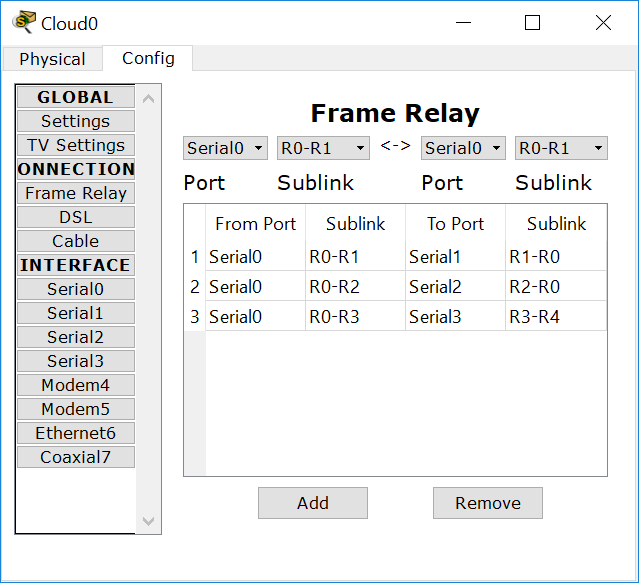 Cloud0
Physical Config
GLOBAL
Settings
TV Settings
ONNECTION
Frame Relay
DSL
Cable
INTERFACE
Serial0
Serial1
Serial2
Serial3
Modem4
Modem5
Ethernet6
Coaxial7
Frame Relay
Serial0 R0-R1 <-> Serial0 R0-R1
Port Sublink Port Sublink
From Port Sublink To Port Sublink
1 Serial0 R0-R1 Serial1 R1-R0
2 Serial0 R0-R2 Serial2 R2-R0
3 Serial0 R0-R3 Serial3 R3-R4
Add Remove